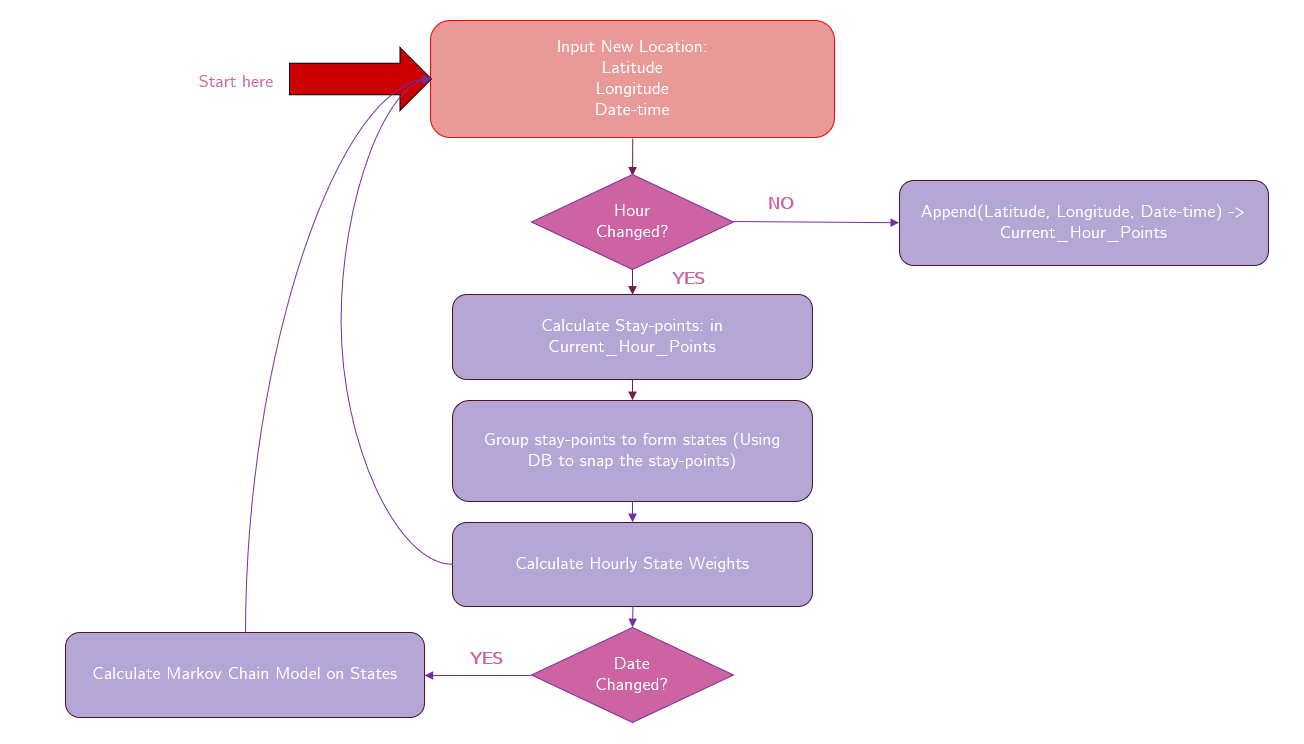 Start here
Input New Location:
Latitude
Longitude
Date-time
Hour
Changed?
NO
Append(Latitude, Longitude, Date-time) ->
Current_Hour_Points
YES
Calculate Stay-points: in
Current_Hour_Points
Group stay-points to form states (Using
DB to snap the stay-points)
Calculate Hourly State Weights
Date
Changed?
YES
Calculate Markov Chain Model on States